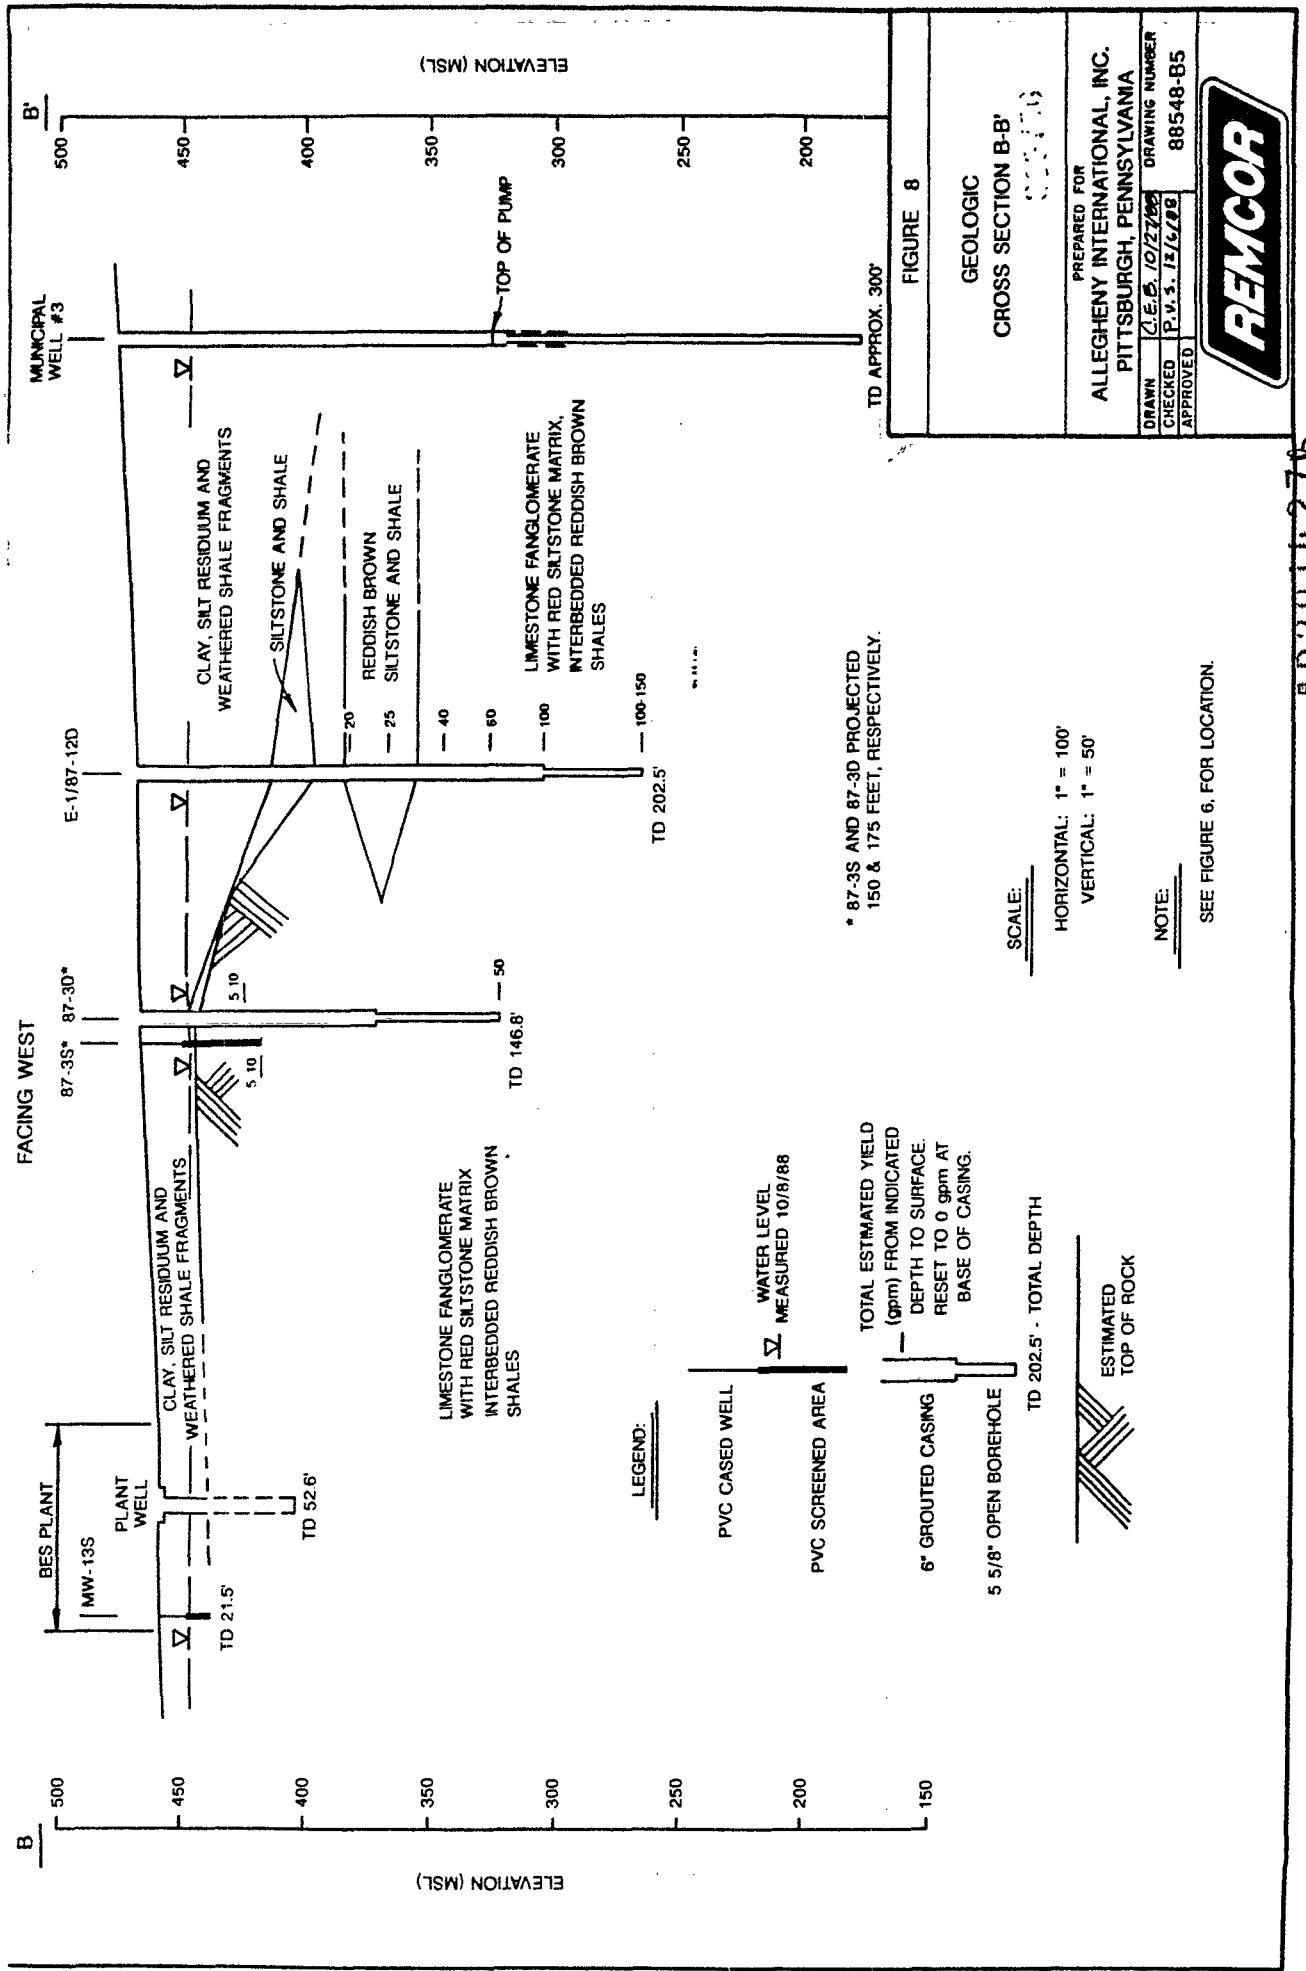 FACING WEST
B
B'
500
450
400
350
300
250
200
150
ELEVATION (MSL)
500
450
400
350
300
250
200
ELEVATION (MSL)
BES PLANT
MW-13S
PLANT
WELL
TD 21.5'
TD 52.6'
CLAY, SILT RESIDUUM AND
WEATHERED SHALE FRAGMENTS
87-3S*
87-3D*
5 10
5 10
50
TD 146.8'
E-1/87-12D
20
25
40
60
100
100-150
TD 202.5'
MUNICIPAL
WELL #3
TOP OF PUMP
TD APPROX. 300'
CLAY, SILT RESIDUUM AND
WEATHERED SHALE FRAGMENTS
SILTSTONE AND SHALE
REDDISH BROWN
SILTSTONE AND SHALE
LIMESTONE FANGLOMERATE
WITH RED SILTSTONE MATRIX,
INTERBEDDED REDDISH BROWN
SHALES
LIMESTONE FANGLOMERATE
WITH RED SILTSTONE MATRIX
INTERBEDDED REDDISH BROWN
SHALES
LEGEND:
PVC CASED WELL
PVC SCREENED AREA
WATER LEVEL
MEASURED 10/8/88
6" GROUTED CASING
5 5/8" OPEN BOREHOLE
TOTAL ESTIMATED YIELD
(gpm) FROM INDICATED
DEPTH TO SURFACE.
RESET TO 0 gpm AT
BASE OF CASING.
TD 202.5' - TOTAL DEPTH
ESTIMATED
TOP OF ROCK
* 87-3S AND 87-3D PROJECTED
150 & 175 FEET, RESPECTIVELY.
SCALE:
HORIZONTAL: 1" = 100'
VERTICAL: 1" = 50'
NOTE:
SEE FIGURE 6, FOR LOCATION.
FIGURE 8
GEOLOGIC
CROSS SECTION B-B'
PREPARED FOR
ALLEGHENY INTERNATIONAL, INC.
PITTSBURGH, PENNSYLVANIA
DRAWN C.E.B. 10/27/88
CHECKED P.V.S. 12/6/88
APPROVED
DRAWING NUMBER
88548-B5
REMCOR